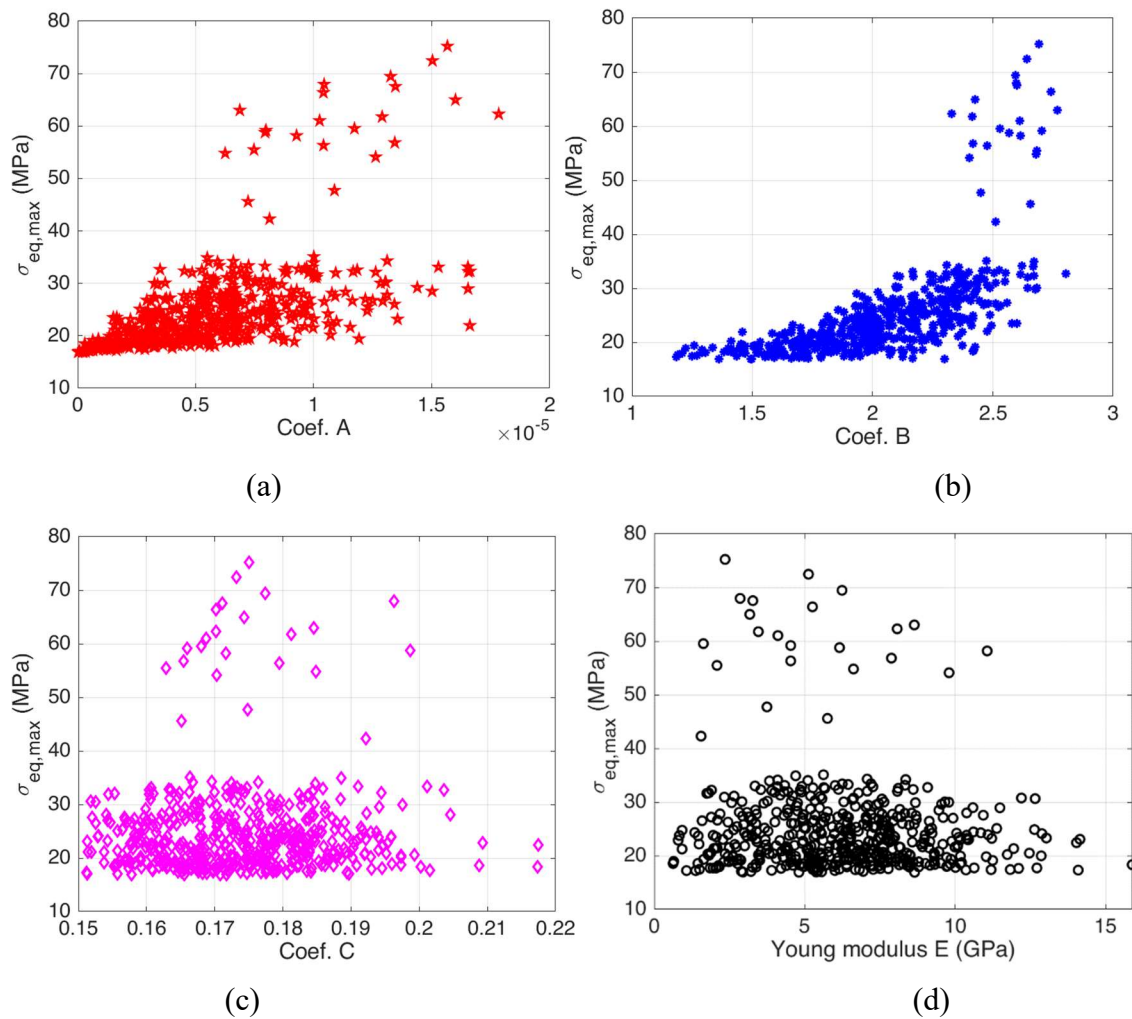 80
70
60
50
40
30
20
10
σeq,max (MPa)
0 0.5 1 1.5 2
Coef. A
×10⁻⁵
(a)
80
70
60
50
40
30
20
10
σeq,max (MPa)
1 1.5 2 2.5 3
Coef. B
(b)
80
70
60
50
40
30
20
10
σeq,max (MPa)
0.15 0.16 0.17 0.18 0.19 0.2 0.21 0.22
Coef. C
(c)
80
70
60
50
40
30
20
10
σeq,max (MPa)
0 5 10 15
Young modulus E (GPa)
(d)